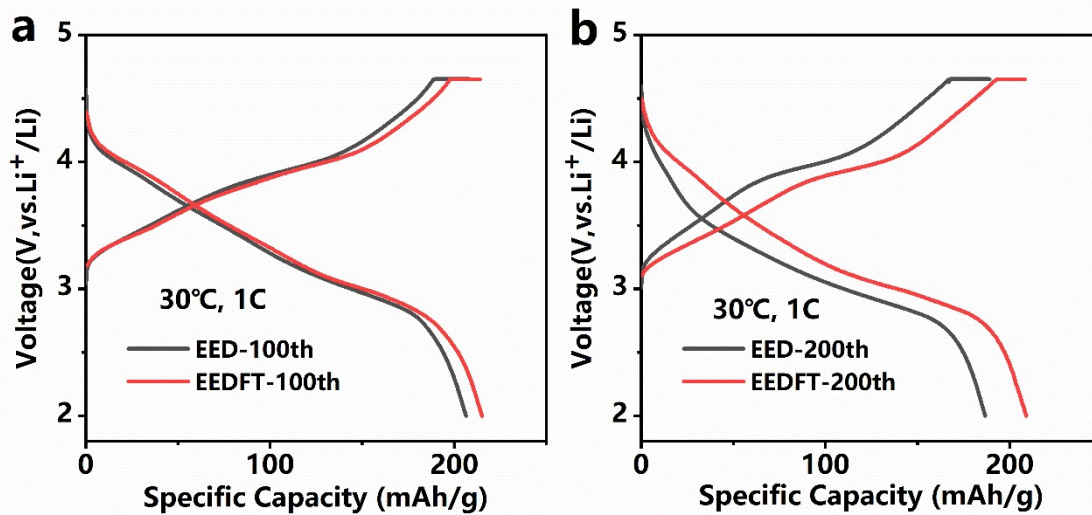 a
5
4
3
2
Voltage(V,vs.Li⁺/Li)
30℃, 1C
EED-100th
EEDFT-100th
0
100
200
Specific Capacity (mAh/g)
b
5
4
3
2
Voltage(V,vs.Li⁺/Li)
30℃, 1C
EED-200th
EEDFT-200th
0
100
200
Specific Capacity (mAh/g)